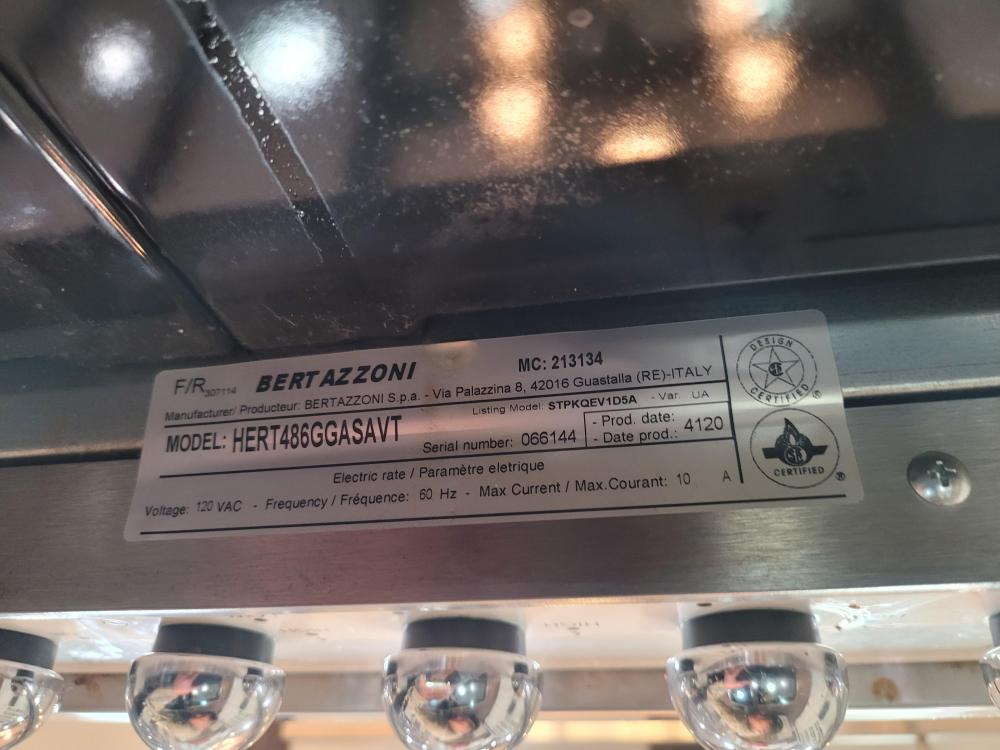 F/R307114 BERTAZZONI MC: 213134
Manufacturer/ Producteur: BERTAZZONI S.p.a. - Via Palazzina 8, 42016 Guastalla (RE)-ITALY
Listing Model: STPKQEV1D5A - Var. UA
MODEL: HERT486GGASAVT Serial number: 066144
- Prod. date:
- Date prod.: 4120
Electric rate / Paramètre eletrique
Voltage: 120 VAC - Frequency / Fréquence: 60 Hz - Max Current / Max.Courant: 10 A
DESIGN
CERTIFIED
CERTIFIED
HIGH